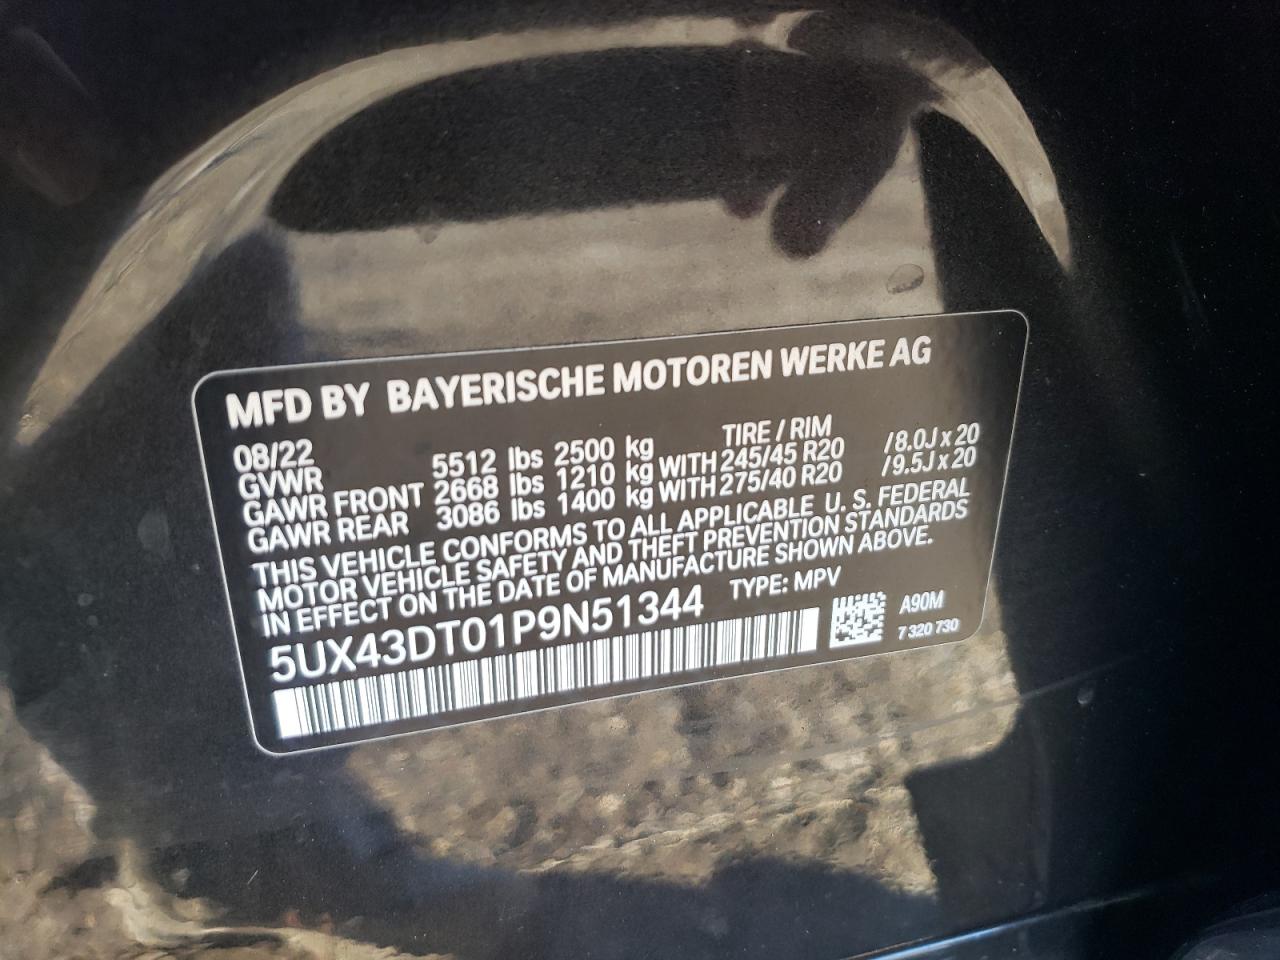 MFD BY BAYERISCHE MOTOREN WERKE AG
08/22 TIRE / RIM
GVWR 5512 lbs 2500 kg
GAWR FRONT 2668 lbs 1210 kg WITH 245/45 R20 /8.0J x 20
GAWR REAR 3086 lbs 1400 kg WITH 275/40 R20 /9.5J x 20
THIS VEHICLE CONFORMS TO ALL APPLICABLE U. S. FEDERAL
MOTOR VEHICLE SAFETY AND THEFT PREVENTION STANDARDS
IN EFFECT ON THE DATE OF MANUFACTURE SHOWN ABOVE.
5UX43DT01P9N51344 TYPE: MPV
A90M
7 320 730